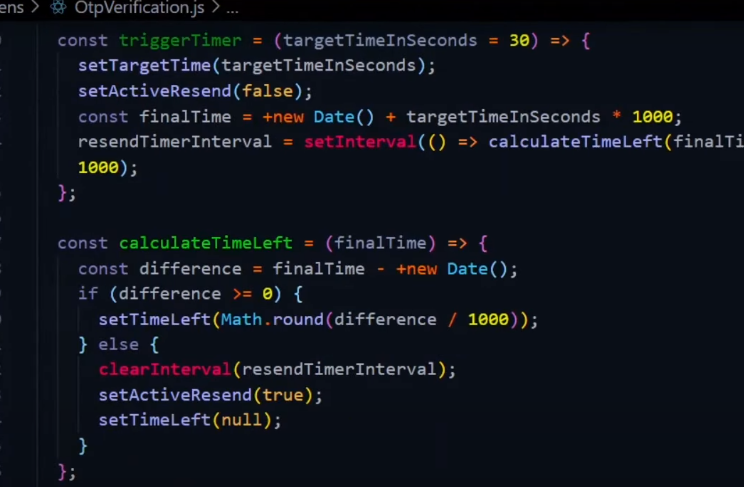 ens > OtpVerification.js > ...
const triggerTimer = (targetTimeInSeconds = 30) => {
setTargetTime(targetTimeInSeconds);
setActiveResend(false);
const finalTime = +new Date() + targetTimeInSeconds * 1000;
resendTimerInterval = setInterval(() => calculateTimeLeft(finalTi
1000);
};
const calculateTimeLeft = (finalTime) => {
const difference = finalTime - +new Date();
if (difference >= 0) {
setTimeLeft(Math.round(difference / 1000));
} else {
clearInterval(resendTimerInterval);
setActiveResend(true);
setTimeLeft(null);
}
};